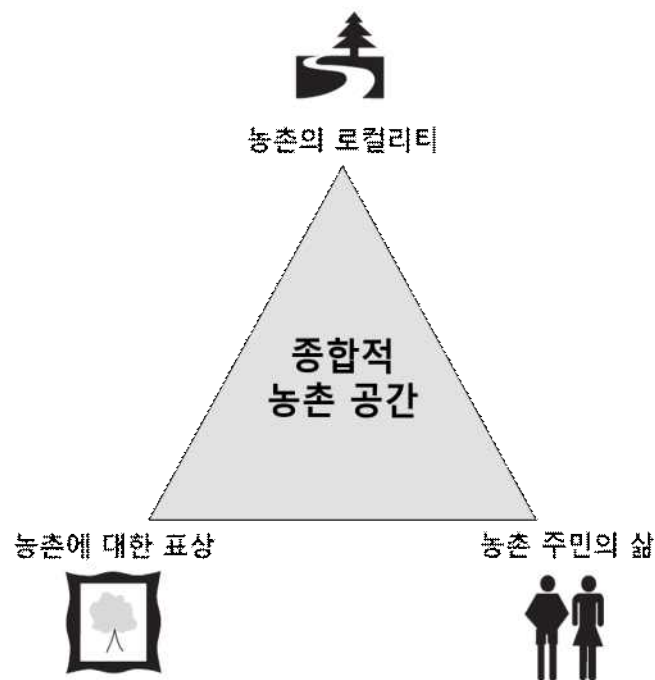 농촌의 로컬리티
종합적
농촌 공간
농촌에 대한 표상
농촌 주민의 삶